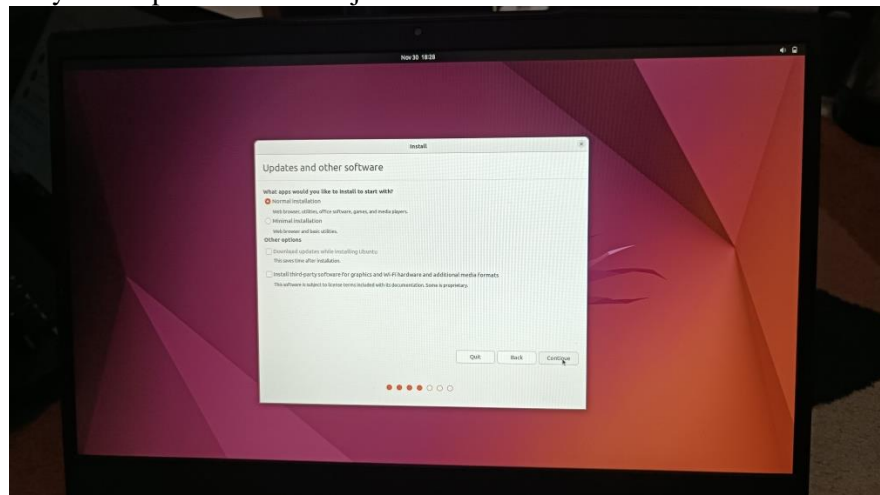 Nov 30 18:28
Install
Updates and other software
What apps would you like to install to start with?
Normal installation
Web browser, utilities, office software, games, and media players.
Minimal installation
Web browser and basic utilities.
Other options
Download updates while installing Ubuntu
This saves time after installation.
Install third-party software for graphics and Wi-Fi hardware and additional media formats
This software is subject to license terms included with its documentation. Some is proprietary.
Quit
Back
Continue